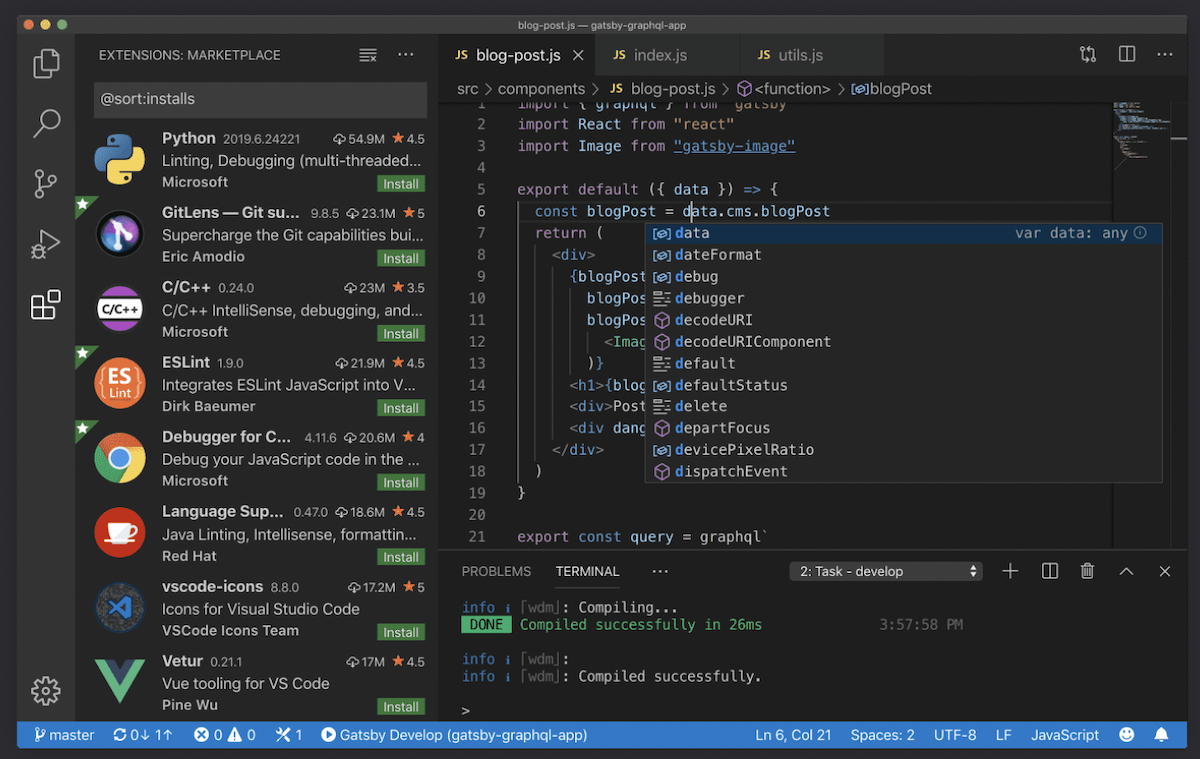 blog-post.js — gatsby-graphql-app
EXTENSIONS: MARKETPLACE
@sort:installs
Python 2019.6.24221 54.9M 4.5
Linting, Debugging (multi-threaded...
Microsoft Install
GitLens — Git su... 9.8.5 23.1M 5
Supercharge the Git capabilities bui...
Eric Amodio Install
C/C++
C/C++ 0.24.0 23M 3.5
C/C++ IntelliSense, debugging, and...
Microsoft Install
ES
Lint
ESLint 1.9.0 21.9M 4.5
Integrates ESLint JavaScript into V...
Dirk Baeumer Install
Debugger for C... 4.11.6 20.6M 4
Debug your JavaScript code in the ...
Microsoft Install
Language Sup... 0.47.0 18.6M 4.5
Java Linting, Intellisense, formattin...
Red Hat Install
vscode-icons 8.8.0 17.2M 5
Icons for Visual Studio Code
VSCode Icons Team Install
Vetur 0.21.1 17M 4.5
Vue tooling for VS Code
Pine Wu Install
JS blog-post.js JS index.js JS utils.js
src > components > JS blog-post.js > <function> > blogPost
1 import { graphql } from "gatsby"
2 import React from "react"
3 import Image from "gatsby-image"
4
5 export default ({ data }) => {
6 const blogPost = data.cms.blogPost
7 return (
8 <div>
9 {blogPost
10 blogPos
11 blogPos
12 <Imag
13 )}
14 <h1>{blog
15 <div>Post
16 <div dang
17 </div>
18 )
19 }
20
21 export const query = graphql`
data var data: any
dateFormat
debug
debugger
decodeURI
decodeURIComponent
default
defaultStatus
delete
departFocus
devicePixelRatio
dispatchEvent
PROBLEMS TERMINAL ... 2: Task - develop
info i ｢wdm｣: Compiling...
DONE Compiled successfully in 26ms 3:57:58 PM
info i ｢wdm｣:
info i ｢wdm｣: Compiled successfully.
>
master 0↓ 1↑ 0 0 1 Gatsby Develop (gatsby-graphql-app) Ln 6, Col 21 Spaces: 2 UTF-8 LF JavaScript